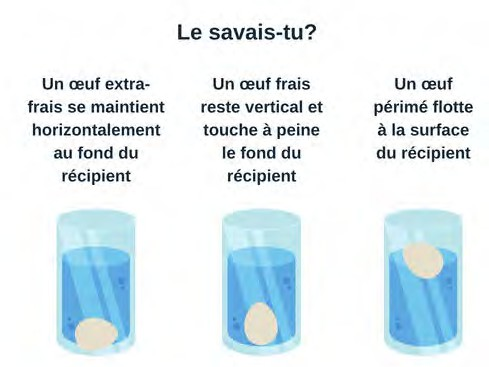 Le savais-tu?
Un œuf extra-
frais se maintient
horizontalement
au fond du
récipient
Un œuf frais
reste vertical et
touche à peine
le fond du
récipient
Un œuf
périmé flotte
à la surface
du récipient